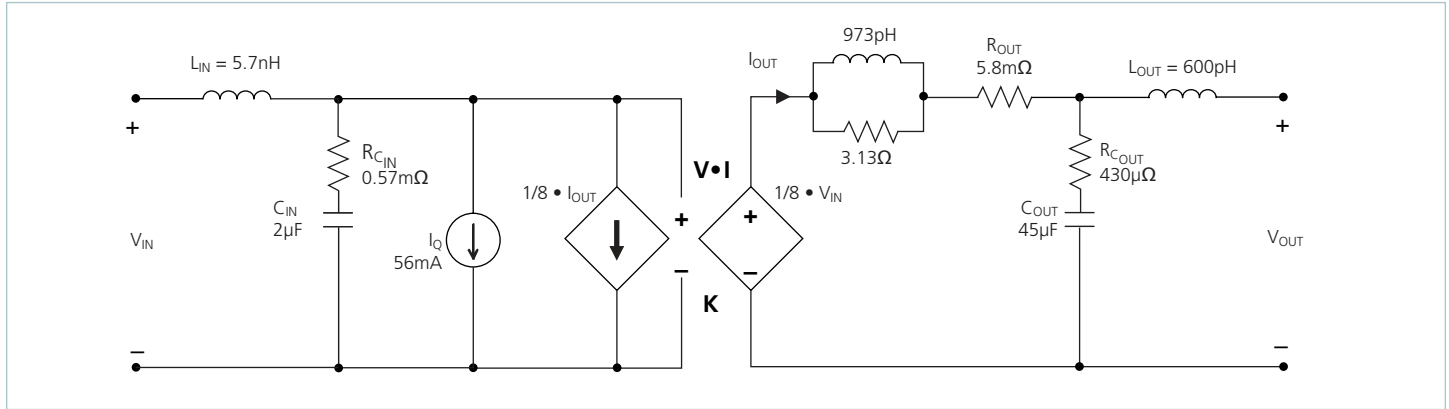 L_IN = 5.7nH
+
−
V_IN
R_C_IN
0.57mΩ
C_IN
2µF
I_Q
56mA
1/8 • I_OUT
V•I
+
−
K
1/8 • V_IN
+
−
I_OUT
973pH
3.13Ω
R_OUT
5.8mΩ
L_OUT = 600pH
R_C_OUT
430µΩ
C_OUT
45µF
+
V_OUT
−